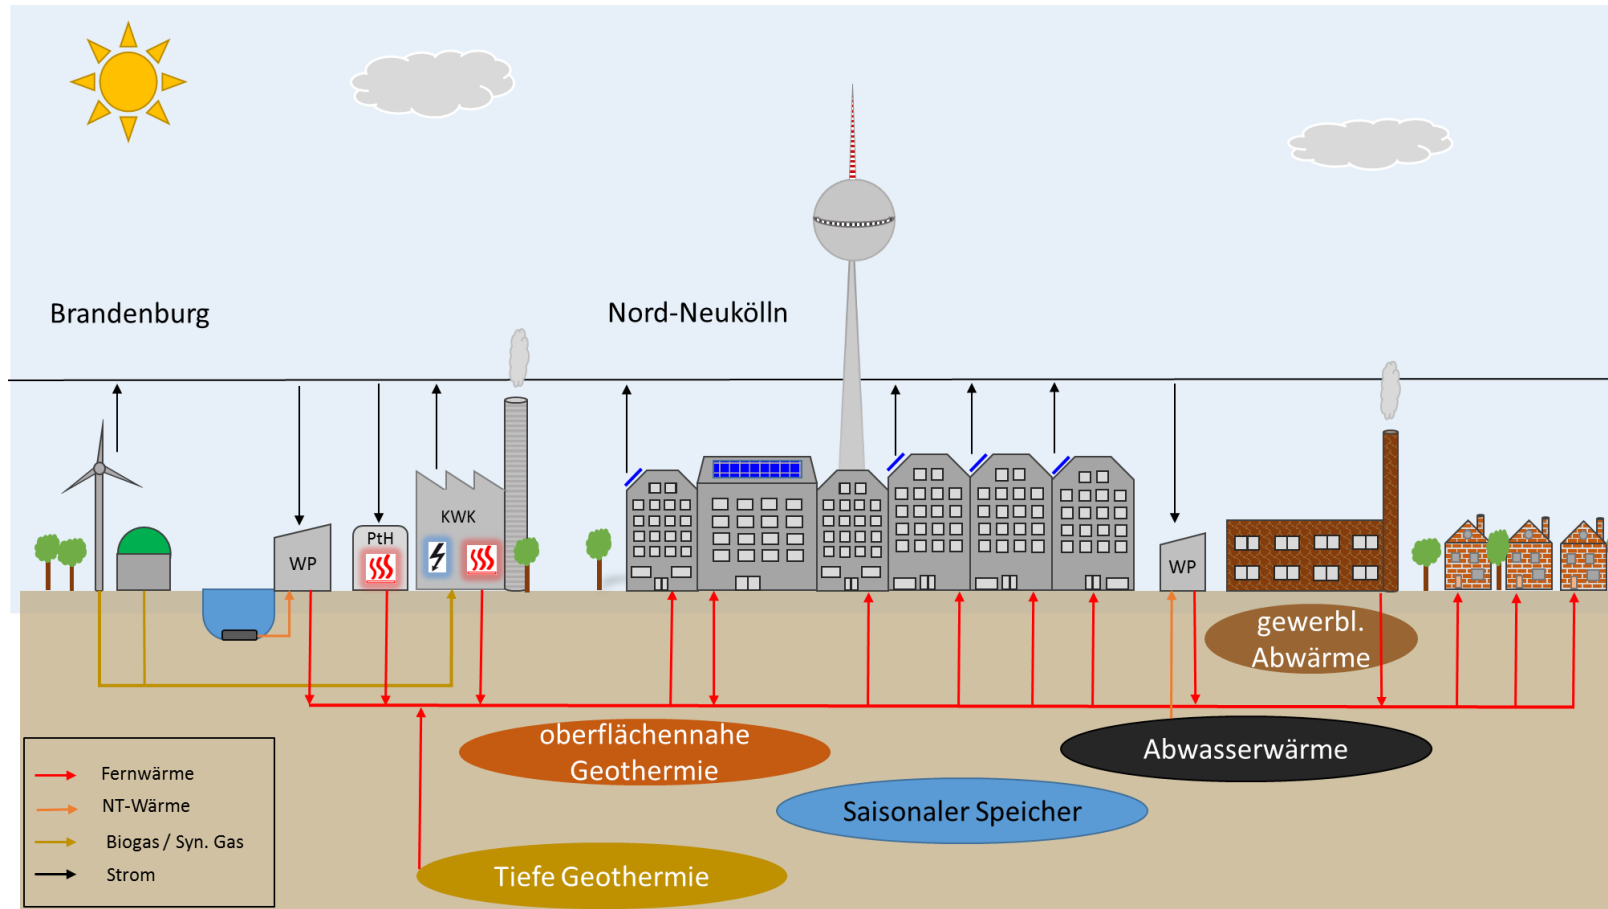 Brandenburg
Nord-Neukölln
WP
PtH
KWK
WP
gewerbl.
Abwärme
oberflächennahe
Geothermie
Abwasserwärme
Saisonaler Speicher
Tiefe Geothermie
Fernwärme
NT-Wärme
Biogas / Syn. Gas
Strom